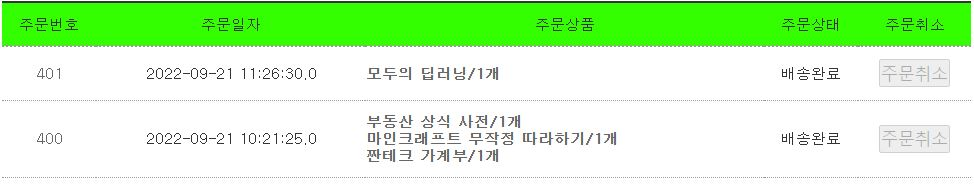 주문번호 주문일자 주문상품 주문상태 주문취소
401 2022-09-21 11:26:30.0 모두의 딥러닝/1개 배송완료 주문취소
400 2022-09-21 10:21:25.0 부동산 상식 사전/1개 배송완료 주문취소
마인크래프트 무작정 따라하기/1개
짠테크 가계부/1개